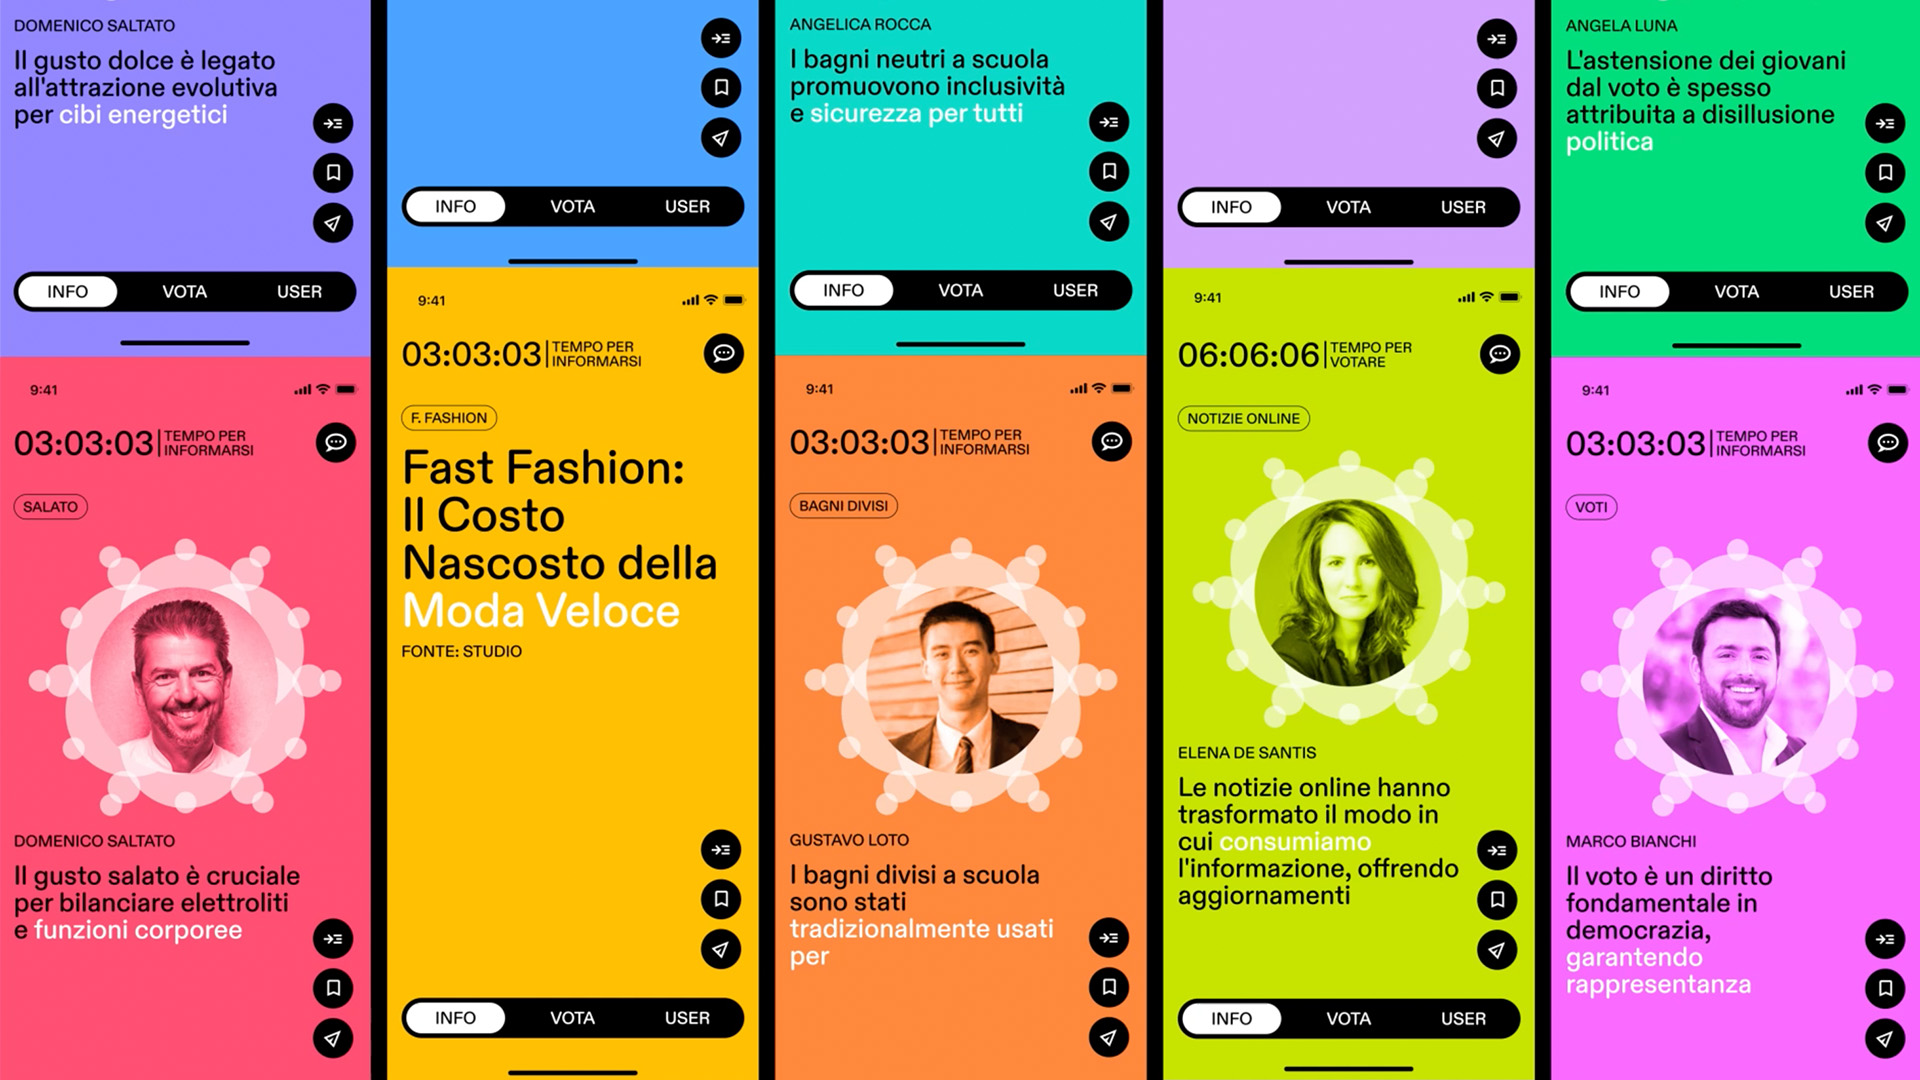 DOMENICO SALTATO
Il gusto dolce è legato
all'attrazione evolutiva
per cibi energetici
INFO VOTA USER
9:41
03:03:03 TEMPO PER
INFORMARSI
SALATO
DOMENICO SALTATO
Il gusto salato è cruciale
per bilanciare elettroliti
e funzioni corporee
INFO VOTA USER
9:41
03:03:03 TEMPO PER
INFORMARSI
F. FASHION
Fast Fashion:
Il Costo
Nascosto della
Moda Veloce
FONTE: STUDIO
INFO VOTA USER
ANGELICA ROCCA
I bagni neutri a scuola
promuovono inclusività
e sicurezza per tutti
INFO VOTA USER
9:41
03:03:03 TEMPO PER
INFORMARSI
BAGNI DIVISI
GUSTAVO LOTO
I bagni divisi a scuola
sono stati
tradizionalmente usati
per
INFO VOTA USER
9:41
06:06:06 TEMPO PER
VOTARE
NOTIZIE ONLINE
ELENA DE SANTIS
Le notizie online hanno
trasformato il modo in
cui consumiamo
l'informazione, offrendo
aggiornamenti
INFO VOTA USER
ANGELA LUNA
L'astensione dei giovani
dal voto è spesso
attribuita a disillusione
politica
INFO VOTA USER
9:41
03:03:03 TEMPO PER
INFORMARSI
VOTI
MARCO BIANCHI
Il voto è un diritto
fondamentale in
democrazia,
garantendo
rappresentanza